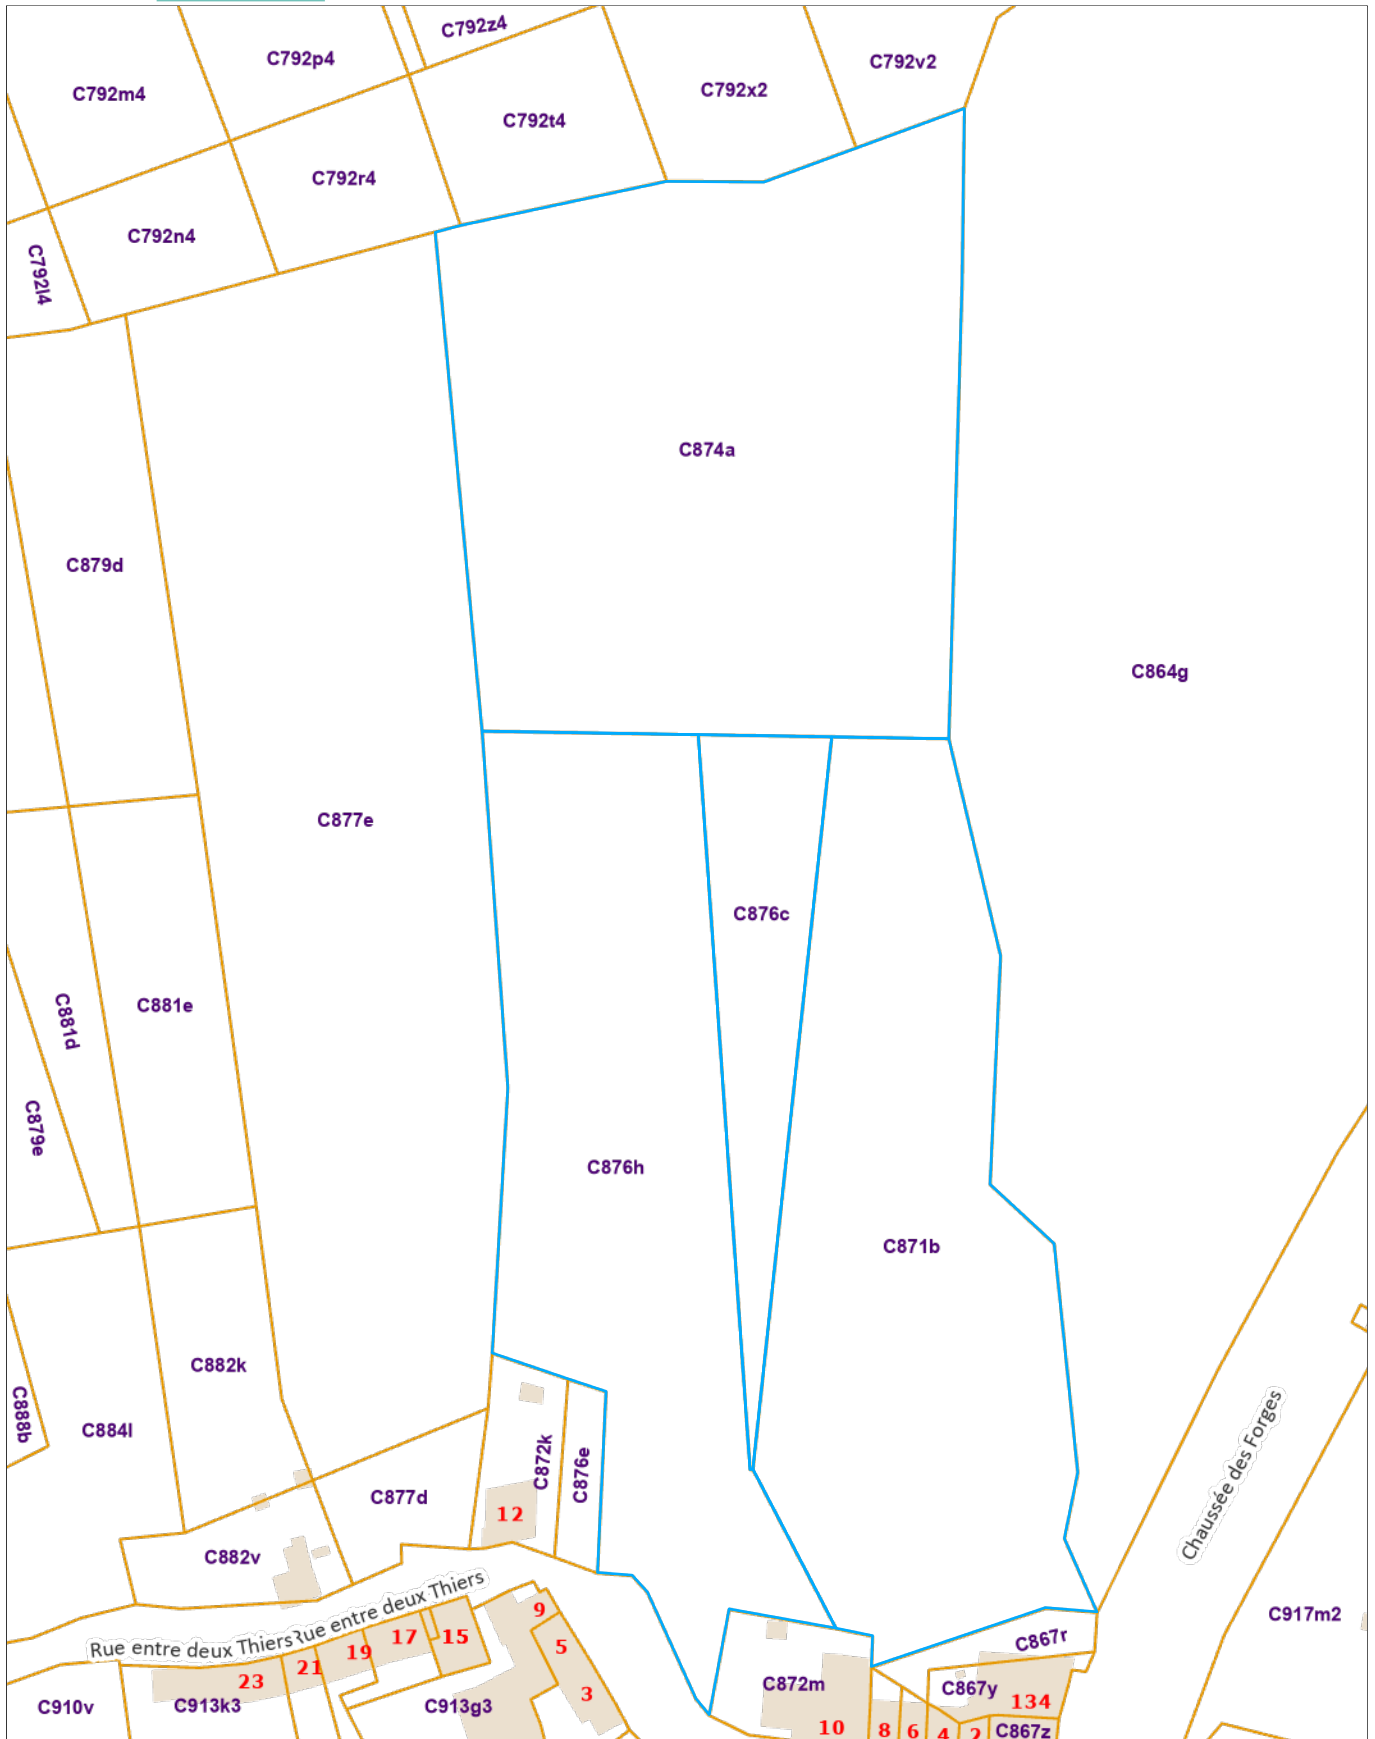 C792z4
C792p4
C792v2
C792x2
C792m4
C792t4
C792r4
C792n4
C792l4
C874a
C879d
C864g
C877e
C876c
C881e
C881d
C879e
C876h
C871b
C882k
C888b
C884l
C872k
C876e
Chaussée des Forges
C877d
12
C882v
Rue entre deux Thiers
Rue entre deux Thiers
9
C917m2
C867r
15
17
5
19
21
23
C872m
C867y
3
134
C910v
C913k3
C913g3
10
8
6
4
2
C867z